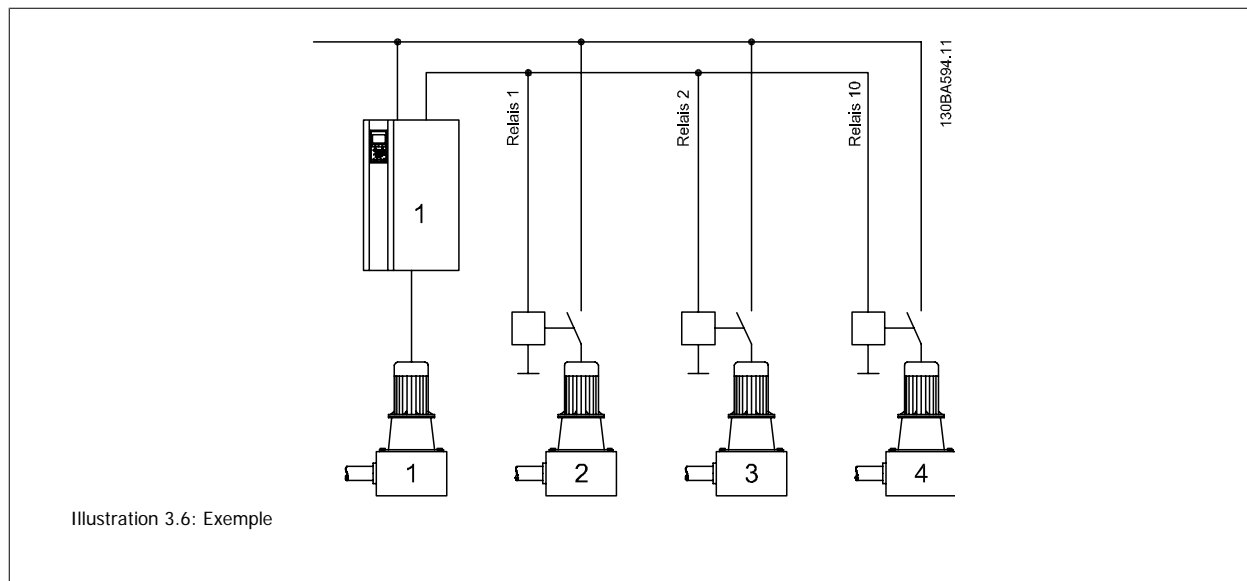 130BA594.11
Relais 1
Relais 2
Relais 10
1
1
2
3
4
Illustration 3.6: Exemple